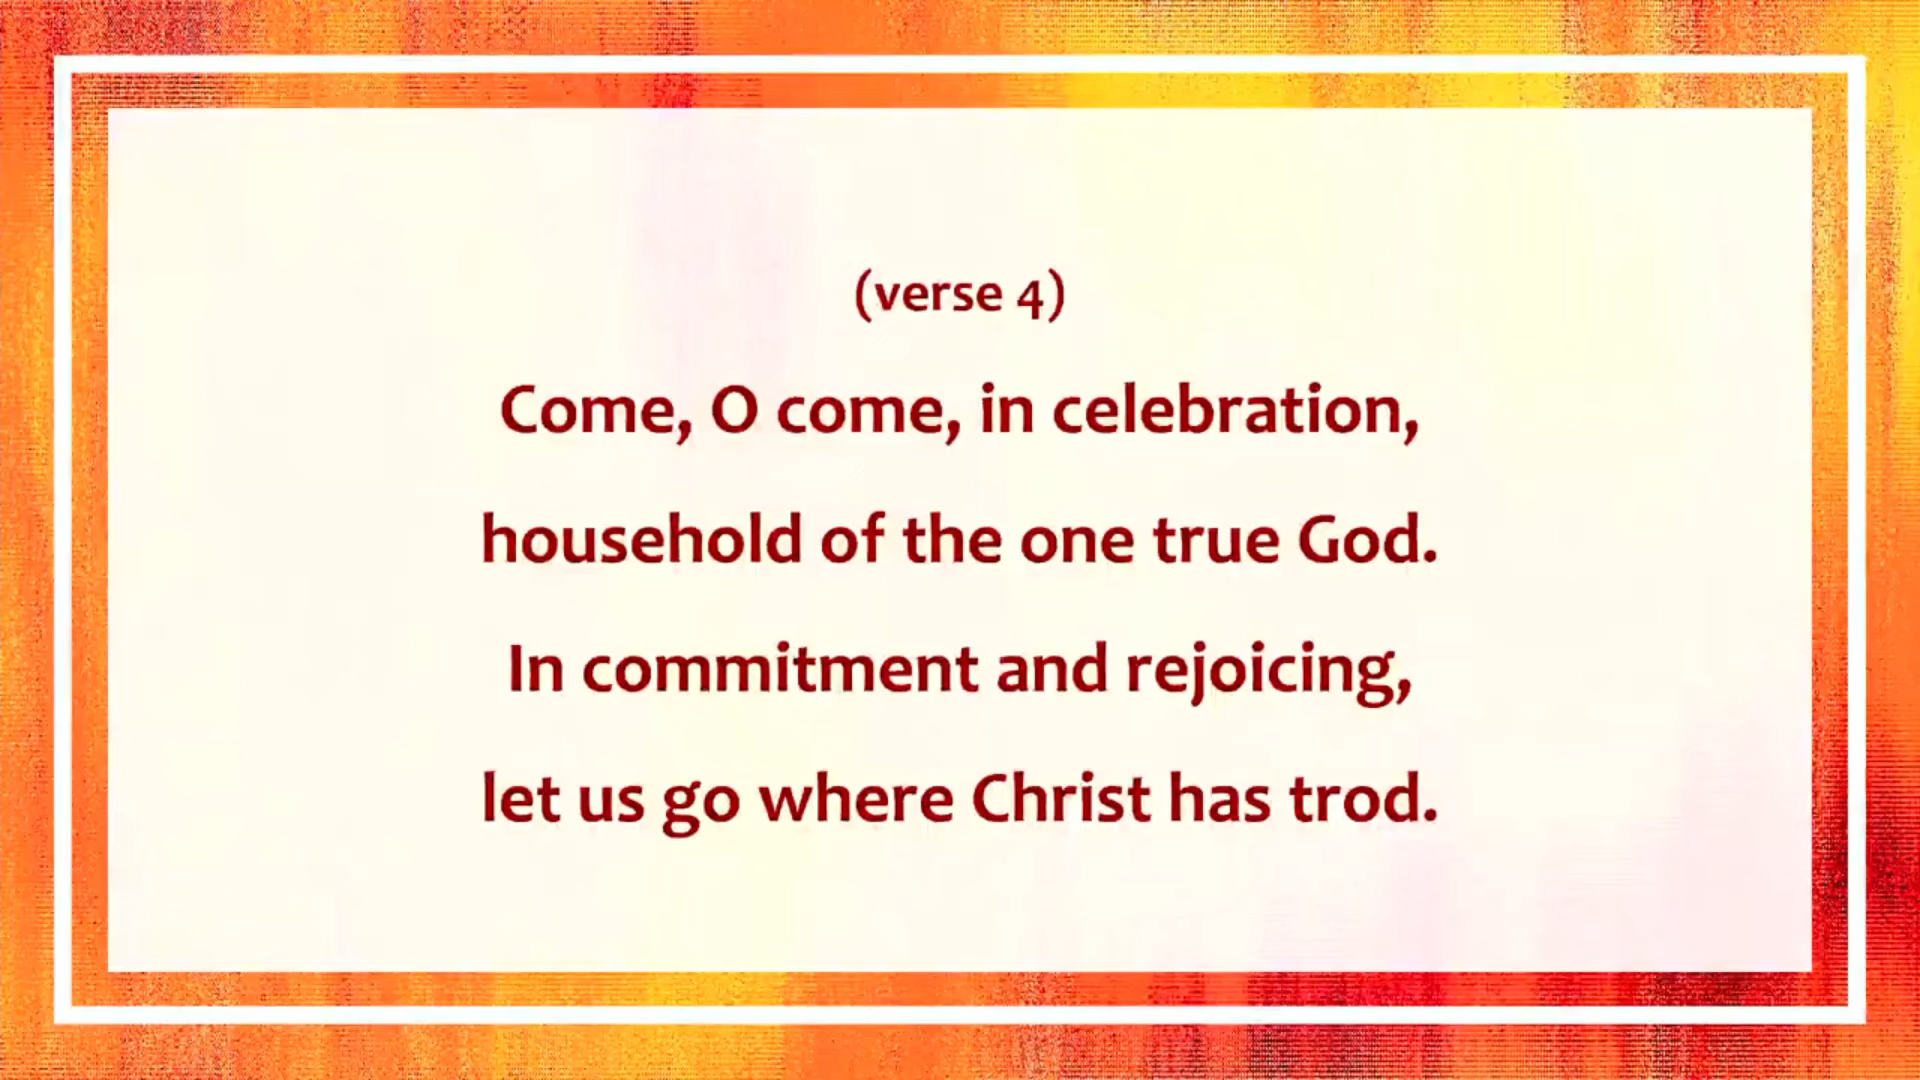 (verse 4)
Come, O come, in celebration,
household of the one true God.
In commitment and rejoicing,
let us go where Christ has trod.